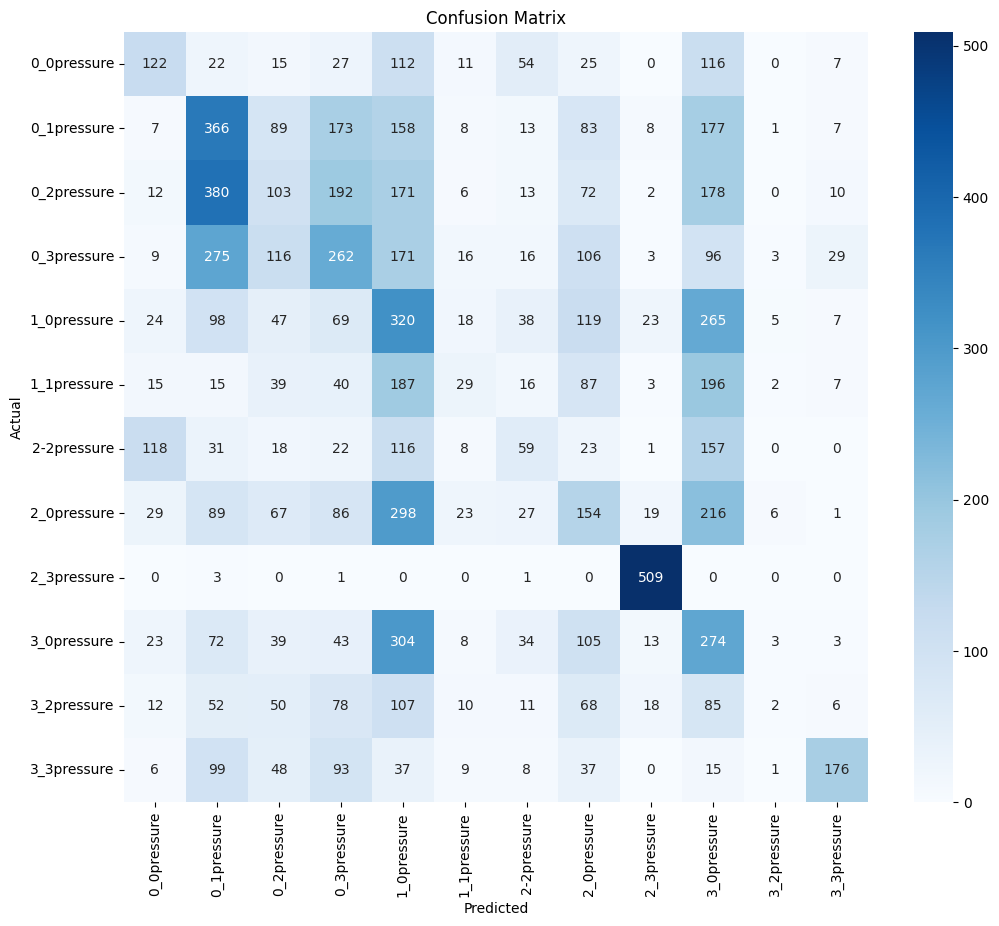 Confusion Matrix
Actual
0_0pressure 122 22 15 27 112 11 54 25 0 116 0 7
0_1pressure 7 366 89 173 158 8 13 83 8 177 1 7
0_2pressure 12 380 103 192 171 6 13 72 2 178 0 10
0_3pressure 9 275 116 262 171 16 16 106 3 96 3 29
1_0pressure 24 98 47 69 320 18 38 119 23 265 5 7
1_1pressure 15 15 39 40 187 29 16 87 3 196 2 7
2-2pressure 118 31 18 22 116 8 59 23 1 157 0 0
2_0pressure 29 89 67 86 298 23 27 154 19 216 6 1
2_3pressure 0 3 0 1 0 0 1 0 509 0 0 0
3_0pressure 23 72 39 43 304 8 34 105 13 274 3 3
3_2pressure 12 52 50 78 107 10 11 68 18 85 2 6
3_3pressure 6 99 48 93 37 9 8 37 0 15 1 176
0_0pressure 0_1pressure 0_2pressure 0_3pressure 1_0pressure 1_1pressure 2-2pressure 2_0pressure 2_3pressure 3_0pressure 3_2pressure 3_3pressure
Predicted
500
400
300
200
100
0